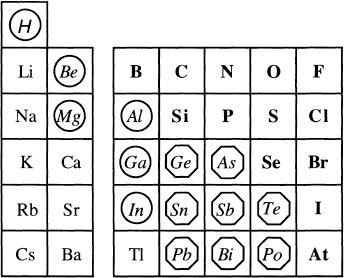 H
Li Be B C N O F
Na Mg Al Si P S Cl
K Ca Ga Ge As Se Br
Rb Sr In Sn Sb Te I
Cs Ba Tl Pb Bi Po At